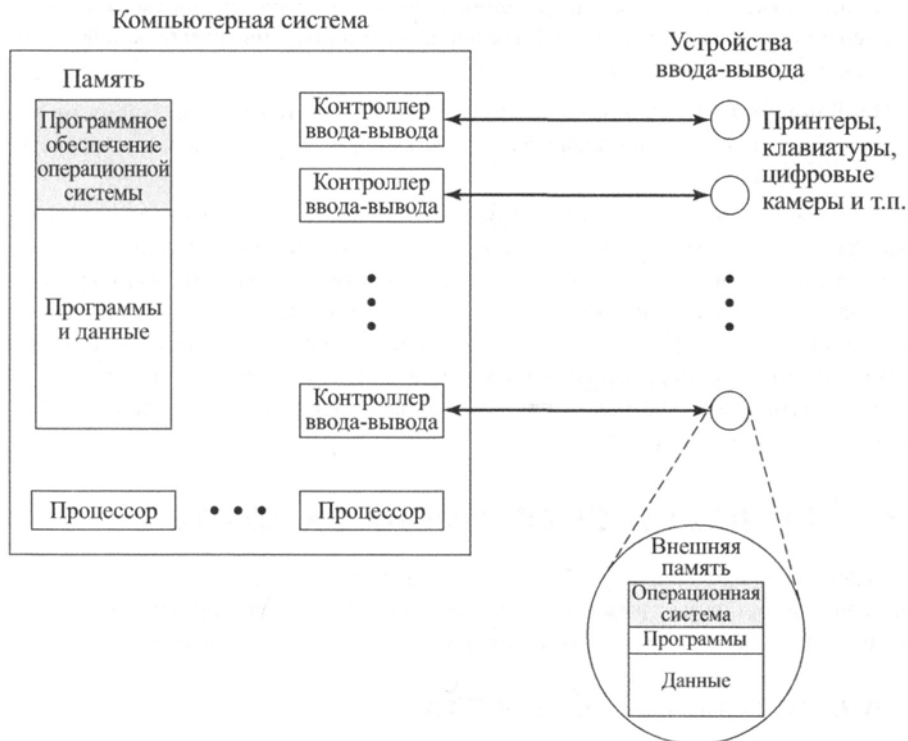 Компьютерная система
Память
Программное
обеспечение
операционной
системы
Программы
и данные
Контроллер
ввода-вывода
Контроллер
ввода-вывода
Контроллер
ввода-вывода
Процессор
Процессор
Устройства
ввода-вывода
Принтеры,
клавиатуры,
цифровые
камеры и т.п.
Внешняя
память
Операционная
система
Программы
Данные